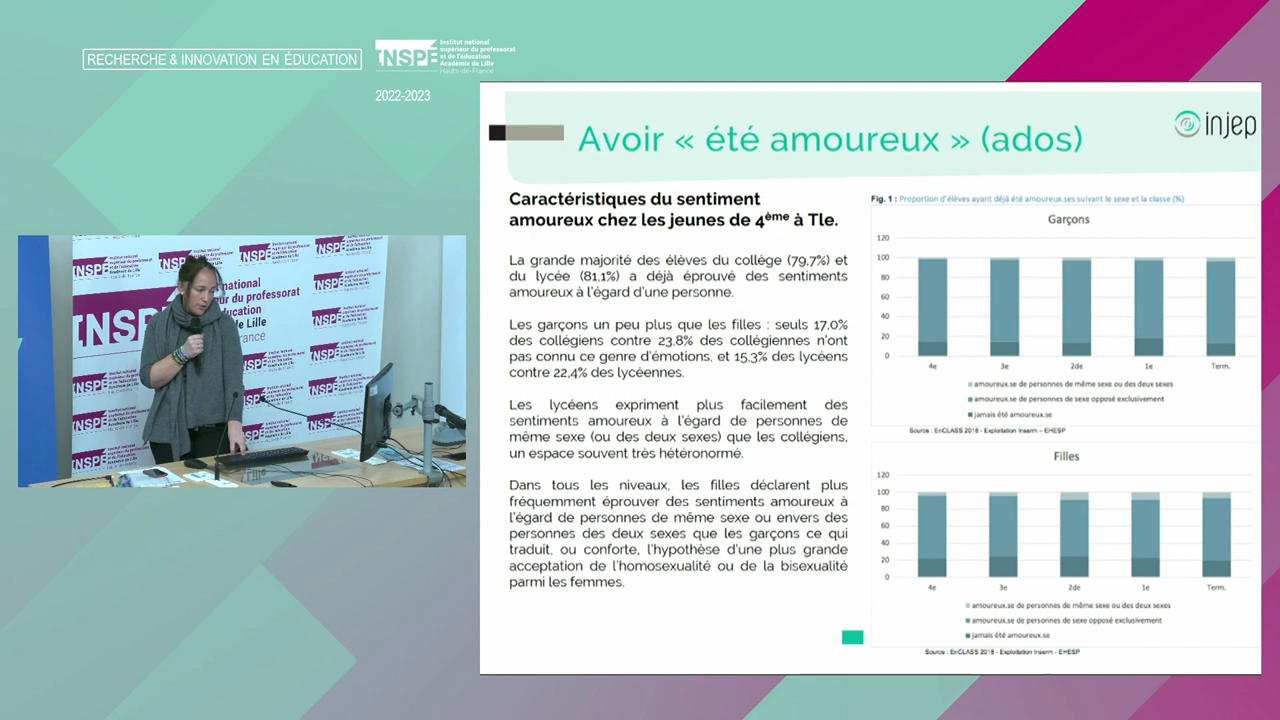 RECHERCHE & INNOVATION EN ÉDUCATION
INSPÉ
Institut national
supérieur du professorat
et de l'éducation
Académie de Lille
Hauts-de-France
2022-2023
injep
Avoir « été amoureux » (ados)
Caractéristiques du sentiment
amoureux chez les jeunes de 4ème à Tle.
La grande majorité des élèves du collège (79,7%) et
du lycée (81,1%) a déjà éprouvé des sentiments
amoureux à l'égard d'une personne.
Les garçons un peu plus que les filles : seuls 17,0%
des collégiens contre 23,8% des collégiennes n'ont
pas connu ce genre d'émotions, et 15,3% des lycéens
contre 22,4% des lycéennes.
Les lycéens expriment plus facilement des
sentiments amoureux à l'égard de personnes de
même sexe (ou des deux sexes) que les collégiens,
un espace souvent très hétéronormé.
Dans tous les niveaux, les filles déclarent plus
fréquemment éprouver des sentiments amoureux à
l'égard de personnes de même sexe ou envers des
personnes des deux sexes que les garçons ce qui
traduit, ou conforte, l'hypothèse d'une plus grande
acceptation de l'homosexualité ou de la bisexualité
parmi les femmes.
Fig. 1 : Proportion d'élèves ayant déjà été amoureux.ses suivant le sexe et la classe (%)
Garçons
120
100
80
60
40
20
0
4e 3e 2de 1e Term.
amoureux.se de personnes de même sexe ou des deux sexes
amoureux.se de personnes de sexe opposé exclusivement
jamais été amoureux.se
Source : EnCLASS 2018 - Exploitation Inserm – EHESP
Filles
120
100
80
60
40
20
0
4e 3e 2de 1e Term.
amoureux.se de personnes de même sexe ou des deux sexes
amoureux.se de personnes de sexe opposé exclusivement
jamais été amoureux.se
Source : EnCLASS 2018 - Exploitation Inserm - EHESP
INSPÉ
national
ur du professorat
ducation
de Lille
-France